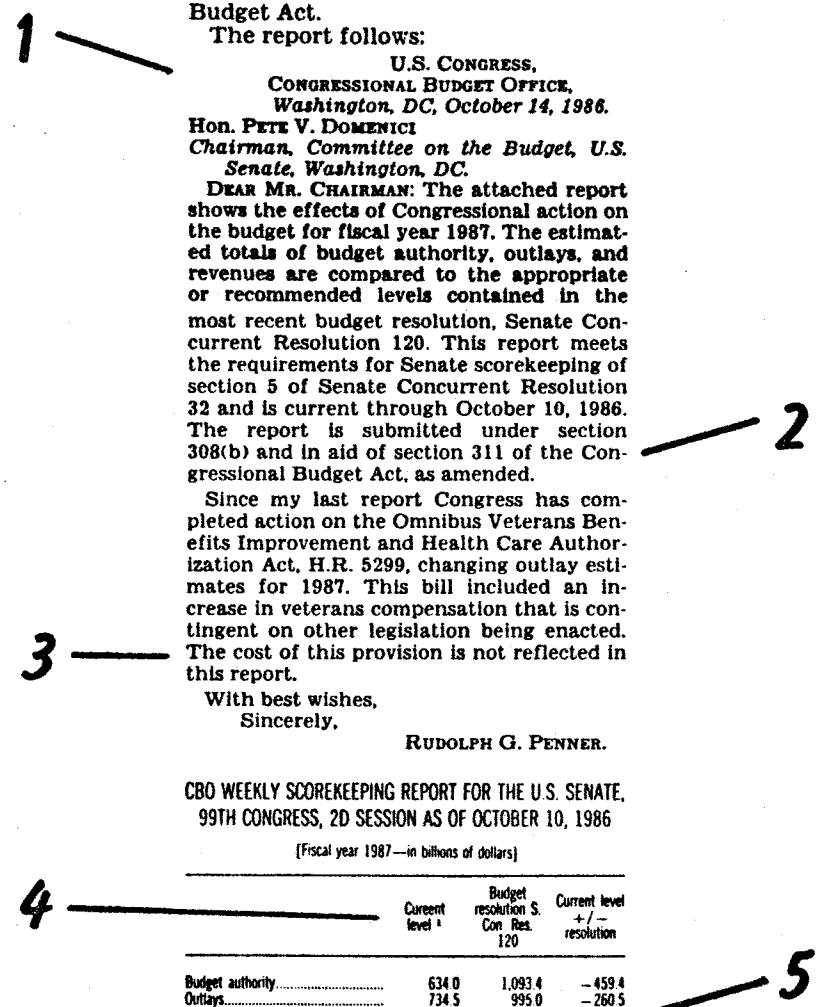 Budget Act.
The report follows:
1
U.S. CONGRESS,
CONGRESSIONAL BUDGET OFFICE,
Washington, DC, October 14, 1986.
Hon. PETE V. DOMENICI
Chairman, Committee on the Budget, U.S.
Senate, Washington, DC.
DEAR MR. CHAIRMAN: The attached report
shows the effects of Congressional action on
the budget for fiscal year 1987. The estimat-
ed totals of budget authority, outlays, and
revenues are compared to the appropriate
or recommended levels contained in the
most recent budget resolution, Senate Con-
current Resolution 120. This report meets
the requirements for Senate scorekeeping of
section 5 of Senate Concurrent Resolution
32 and is current through October 10, 1986.
The report is submitted under section
2
308(b) and in aid of section 311 of the Con-
gressional Budget Act, as amended.
Since my last report Congress has com-
pleted action on the Omnibus Veterans Ben-
efits Improvement and Health Care Author-
ization Act, H.R. 5299, changing outlay esti-
mates for 1987. This bill included an in-
crease in veterans compensation that is con-
tingent on other legislation being enacted.
3
The cost of this provision is not reflected in
this report.
With best wishes,
Sincerely,
RUDOLPH G. PENNER.
CBO WEEKLY SCOREKEEPING REPORT FOR THE U.S. SENATE,
99TH CONGRESS, 2D SESSION AS OF OCTOBER 10, 1986
[Fiscal year 1987—in billions of dollars]
4
Cureent level ¹ Budget resolution S. Con Res. 120 Current level +/− resolution
Budget authority 634.0 1,093.4 −459.4
5
Outlays 734.5 995.0 −260.5